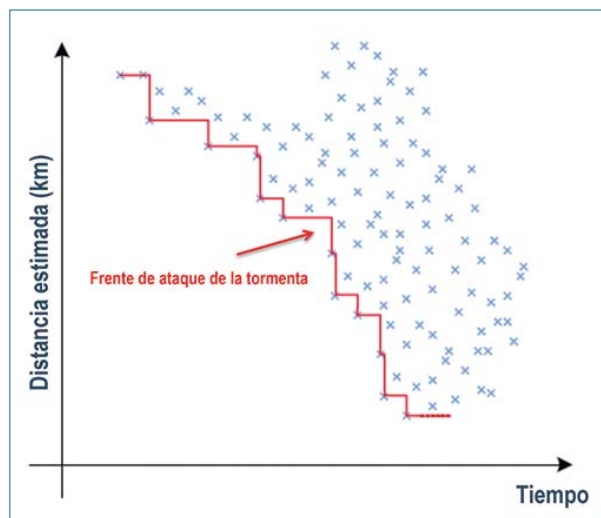 Distancia estimada (km)
Frente de ataque de la tormenta
Tiempo